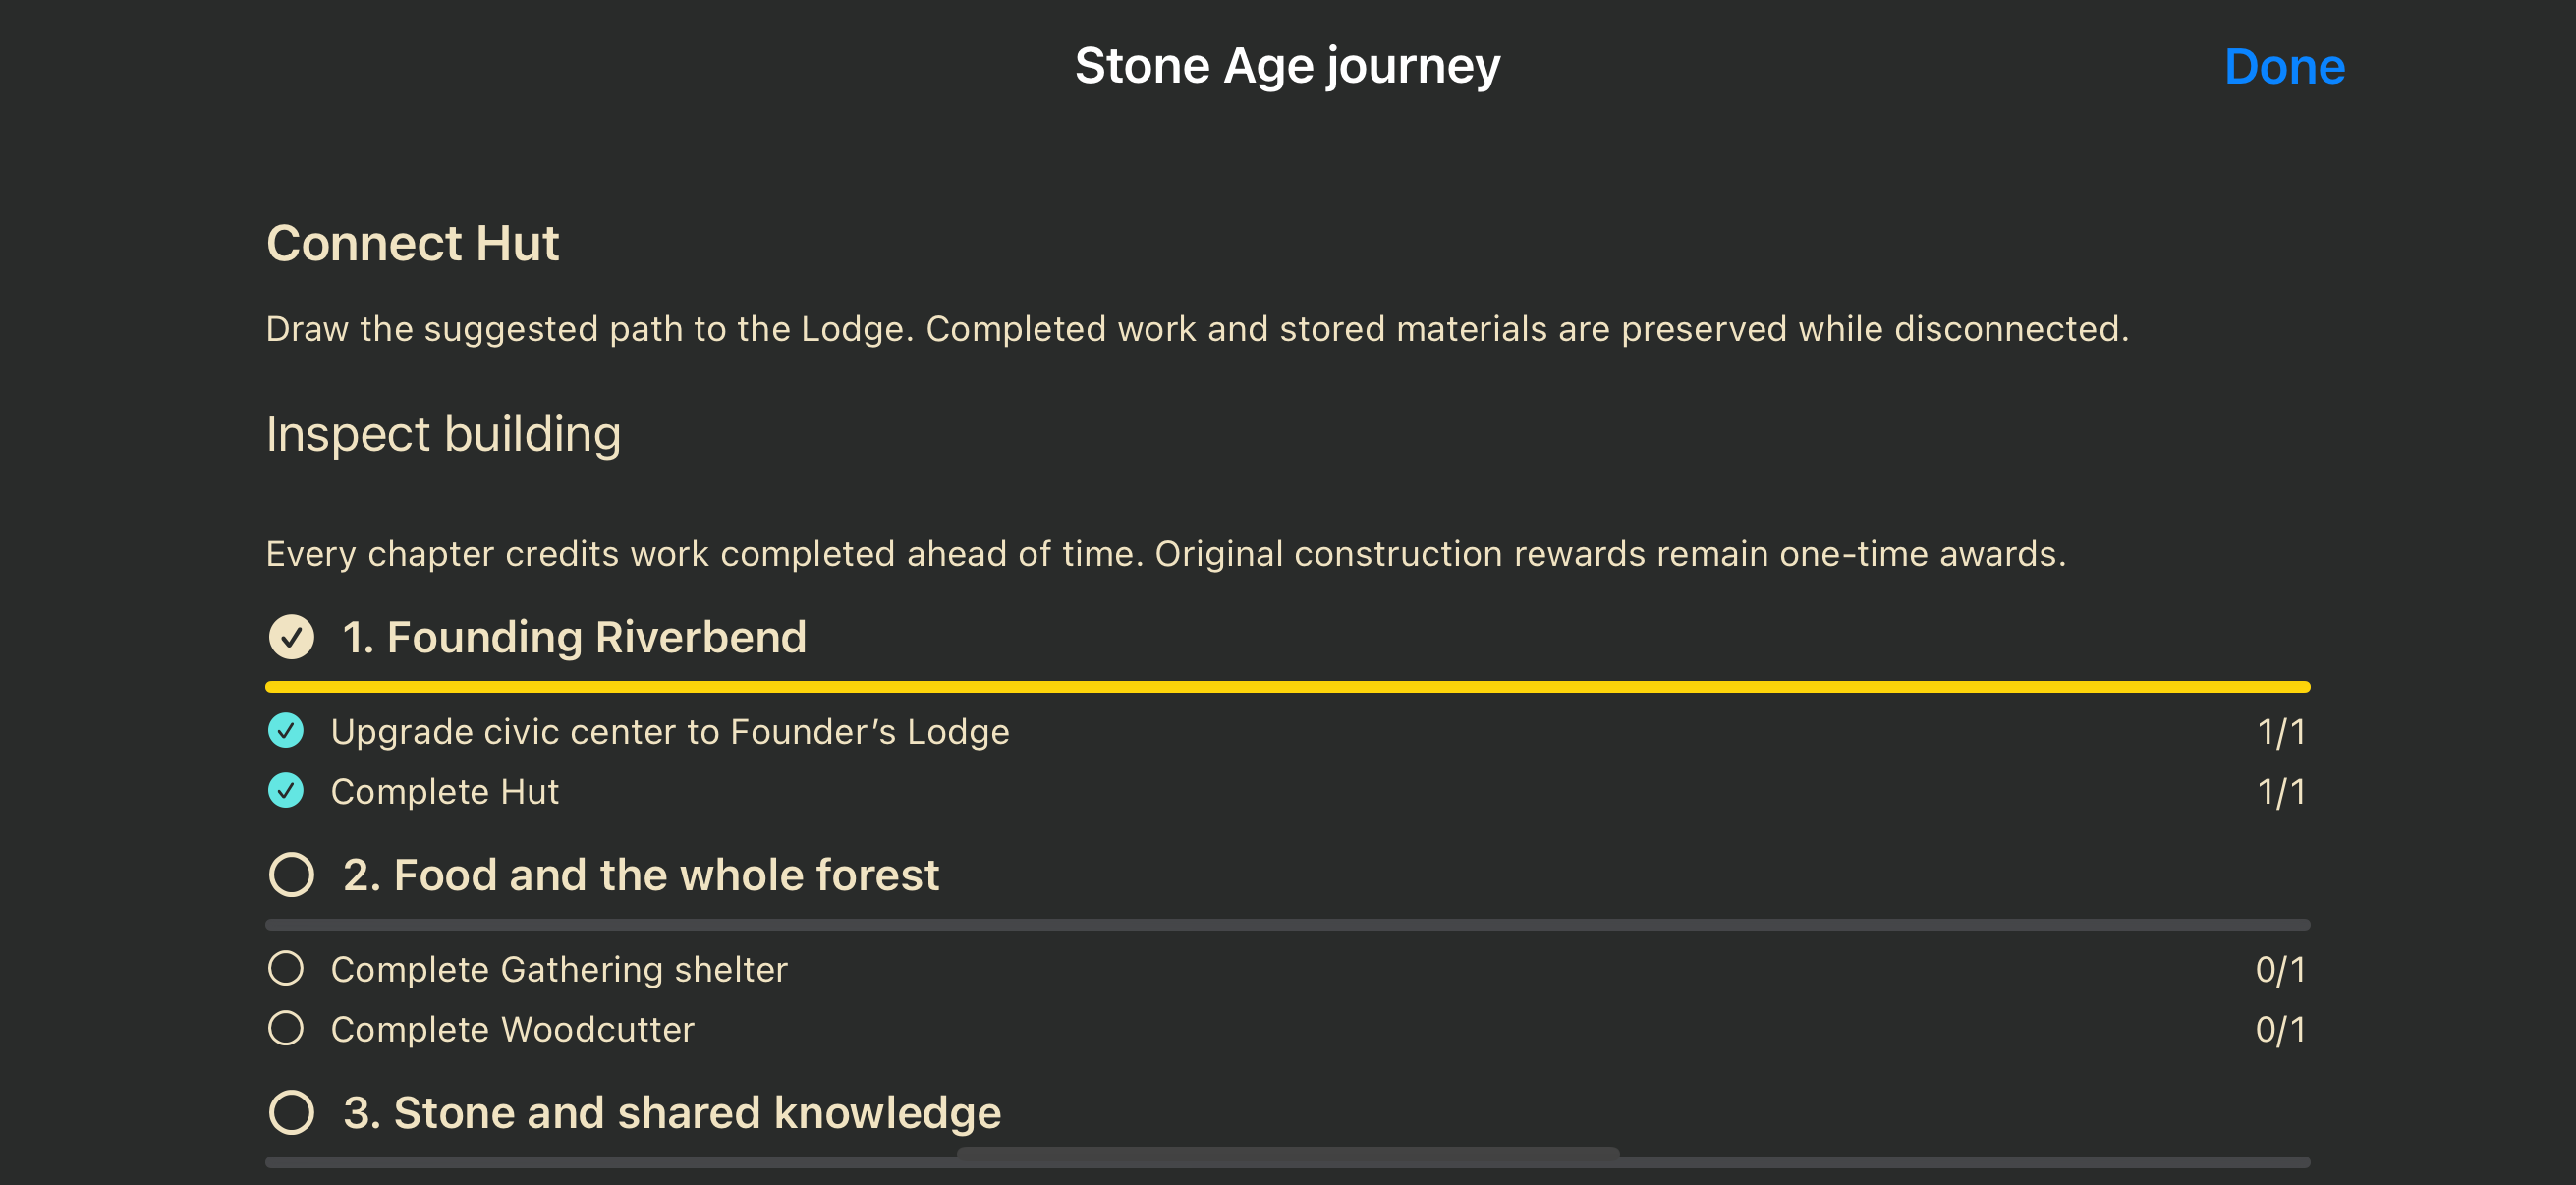 Stone Age journey
Done
Connect Hut
Draw the suggested path to the Lodge. Completed work and stored materials are preserved while disconnected.
Inspect building
Every chapter credits work completed ahead of time. Original construction rewards remain one-time awards.
1. Founding Riverbend
Upgrade civic center to Founder’s Lodge 1/1
Complete Hut 1/1
2. Food and the whole forest
Complete Gathering shelter 0/1
Complete Woodcutter 0/1
3. Stone and shared knowledge